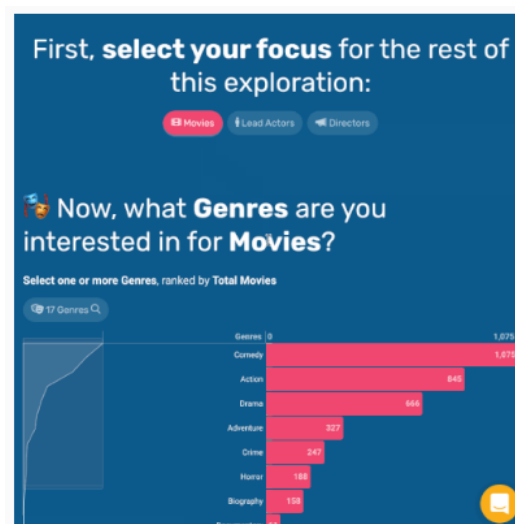 First, select your focus for the rest of
this exploration:
Movies Lead Actors Directors
Now, what Genres are you
interested in for Movies?
Select one or more Genres, ranked by Total Movies
17 Genres
Genres 0 1,075
Comedy 1,075
Action 845
Drama 666
Adventure 327
Crime 247
Horror 188
Biography 158